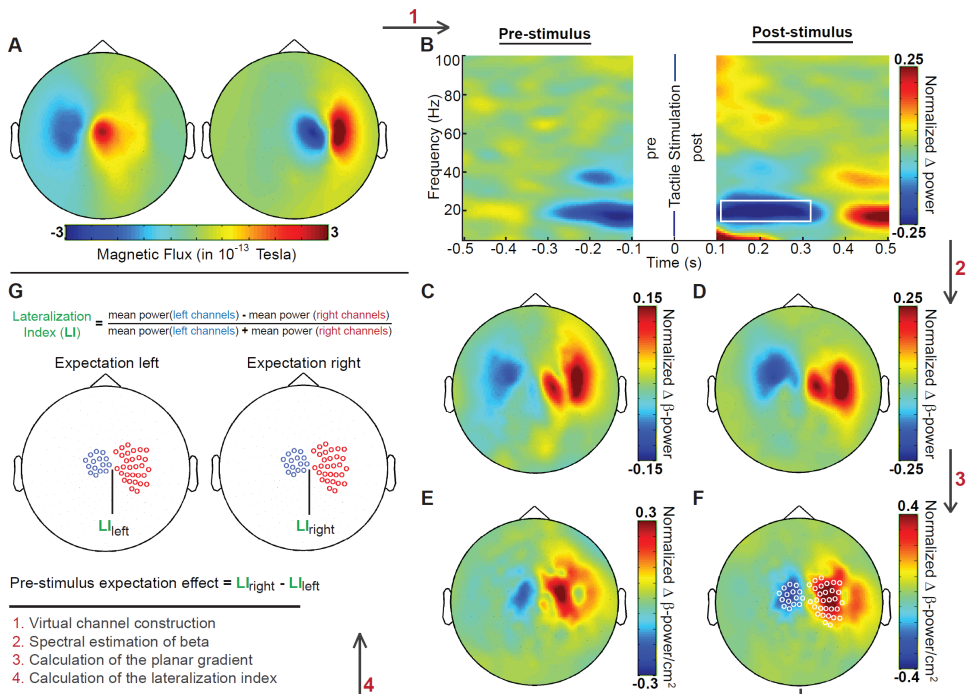 1
A
-3
3
Magnetic Flux (in 10⁻¹³ Tesla)
B
Pre-stimulus
Post-stimulus
Frequency (Hz)
100
80
60
40
20
-0.5
-0.4
-0.3
-0.2
-0.1
0
0.1
0.2
0.3
0.4
0.5
Time (s)
pre
Tactile Stimulation
post
0.25
-0.25
Normalized Δ
power
2
G
Lateralization
Index (LI)
=
mean power(left channels) - mean power (right channels)
mean power(left channels) + mean power (right channels)
Expectation left
Expectation right
LIleft
LIright
Pre-stimulus expectation effect = LIright - LIleft
1. Virtual channel construction
2. Spectral estimation of beta
3. Calculation of the planar gradient
4. Calculation of the lateralization index
4
C
0.15
-0.15
Normalized Δ β-power
D
0.25
-0.25
Normalized Δ β-power
3
E
0.3
-0.3
Normalized Δ β-power/cm²
F
0.4
-0.4
Normalized Δ β-power/cm²